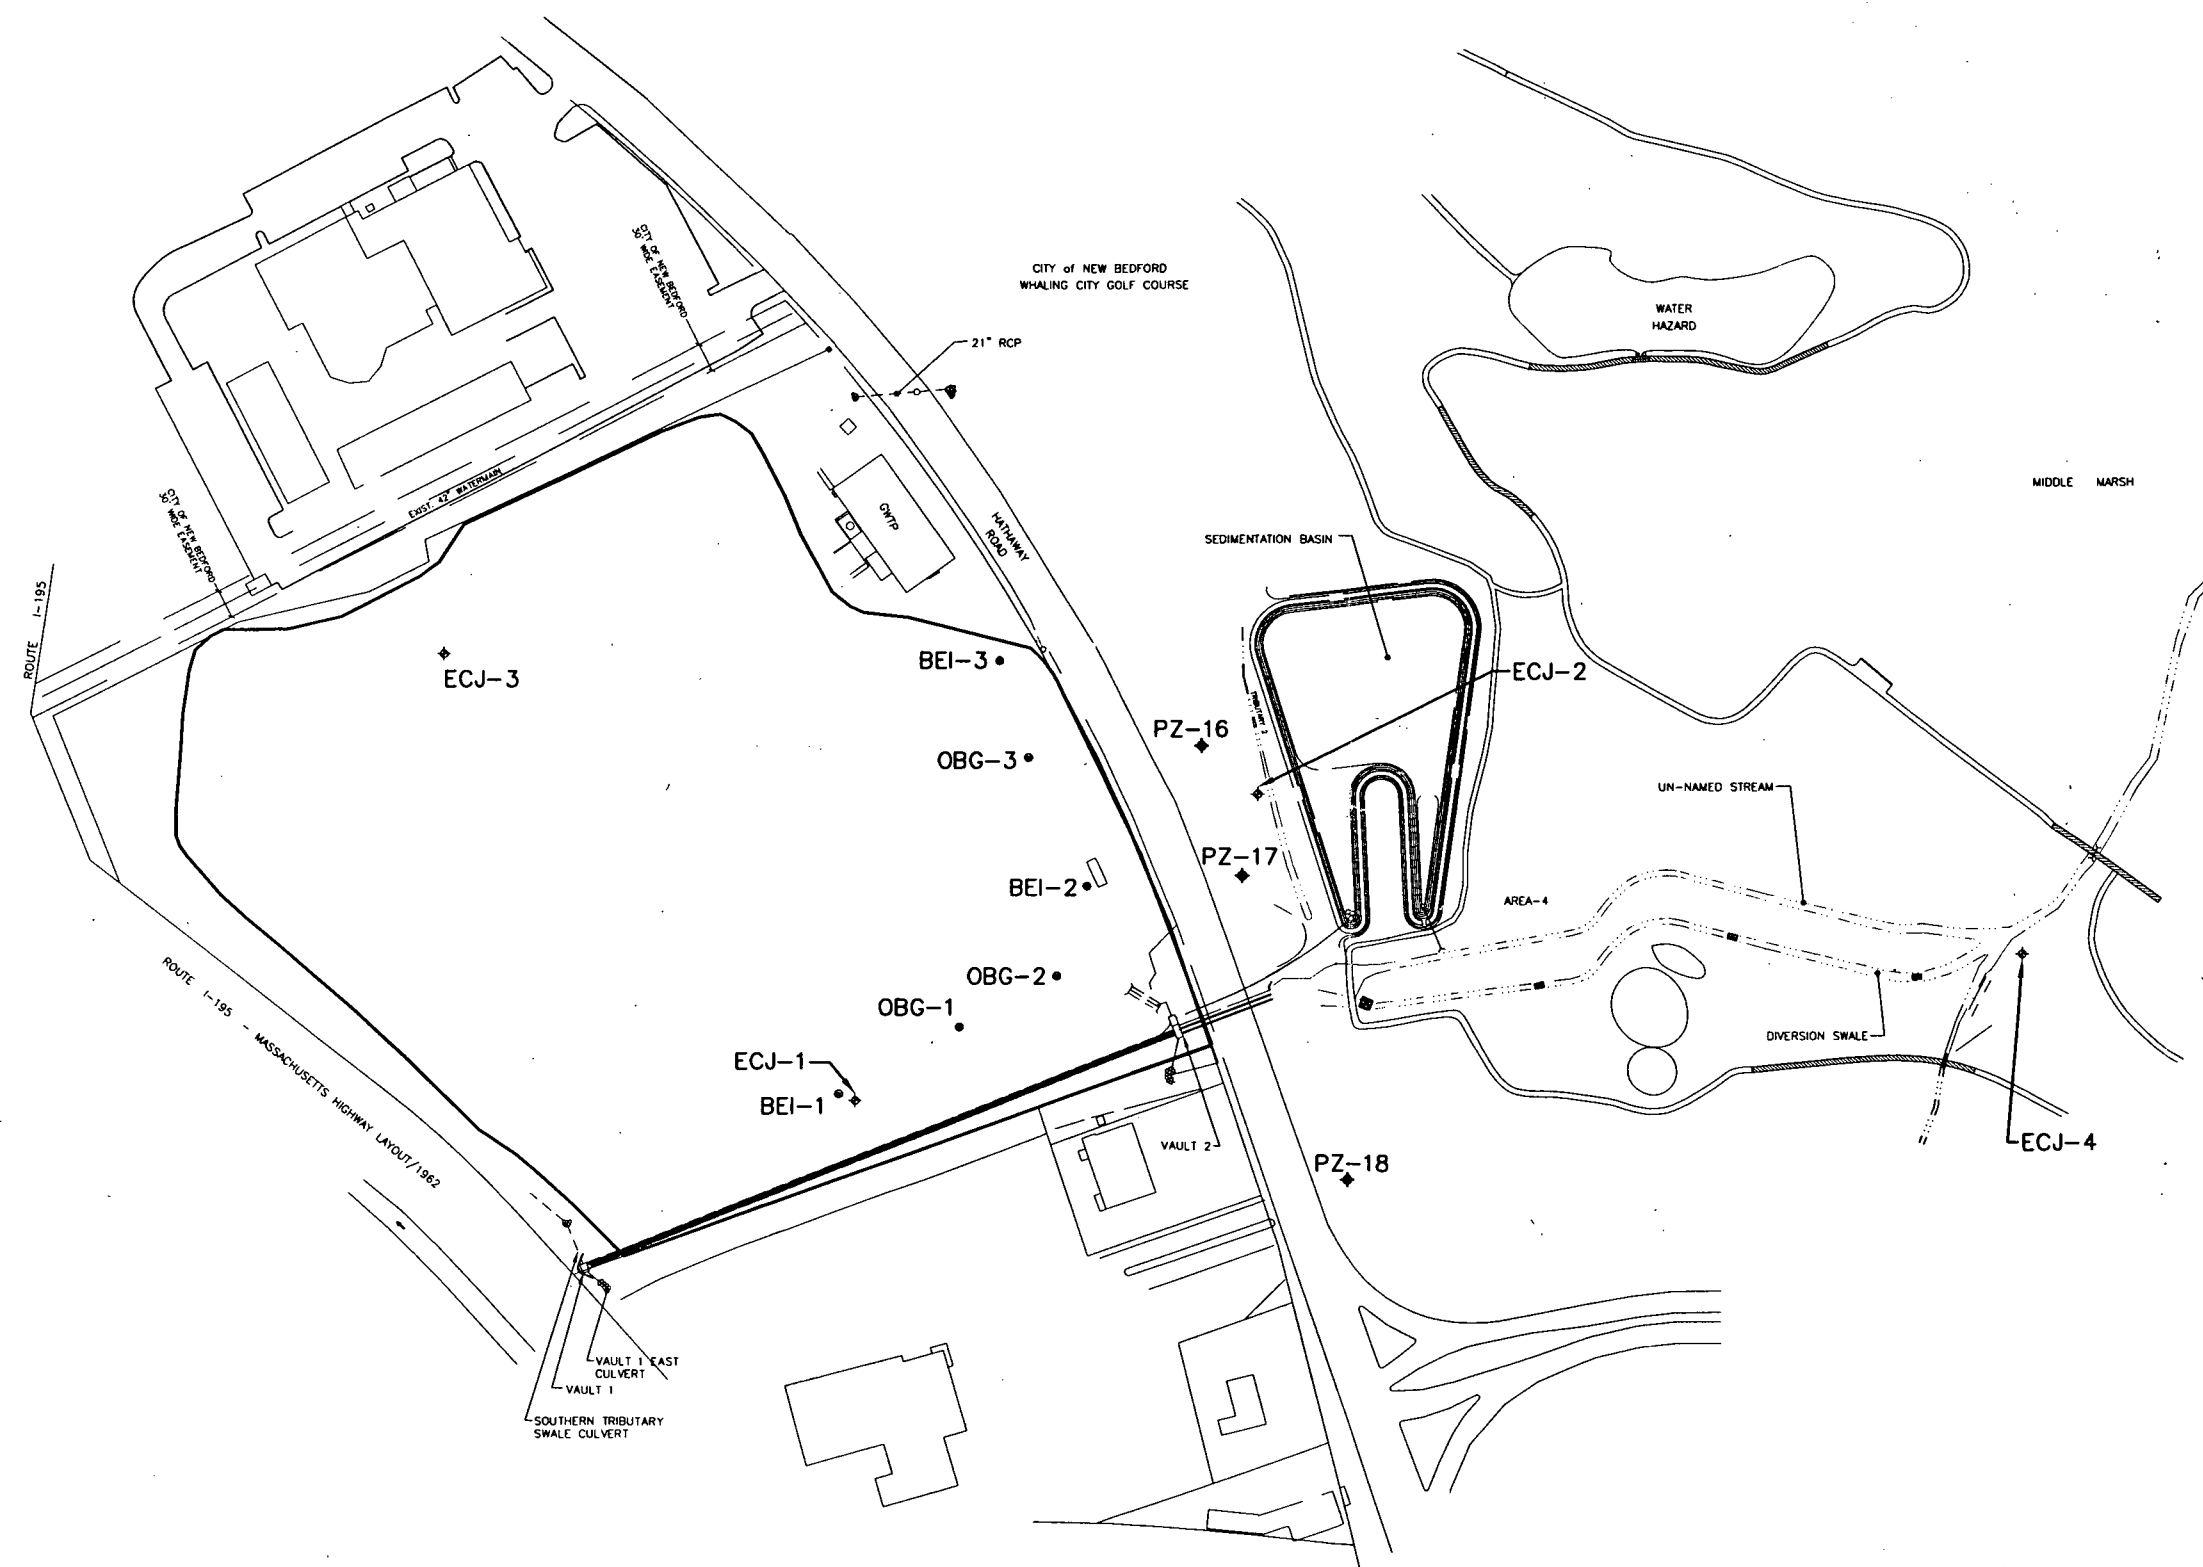 CITY OF NEW BEDFORD
30' WIDE EASEMENT
CITY of NEW BEDFORD
WHALING CITY GOLF COURSE
WATER
HAZARD
21" RCP
MIDDLE MARSH
EXIST. 42" WATERMAIN
CITY OF NEW BEDFORD
30' WIDE EASEMENT
GWTP
HATHAWAY
ROAD
SEDIMENTATION BASIN
ROUTE I-195
ECJ-3
BEI-3
ECJ-2
TRIBUTARY 2
PZ-16
OBG-3
UN-NAMED STREAM
PZ-17
BEI-2
AREA-4
OBG-2
OBG-1
ROUTE I-195 - MASSACHUSETTS HIGHWAY LAYOUT/1962
DIVERSION SWALE
ECJ-1
BEI-1
VAULT 2
ECJ-4
PZ-18
VAULT 1 EAST
CULVERT
VAULT 1
SOUTHERN TRIBUTARY
SWALE CULVERT